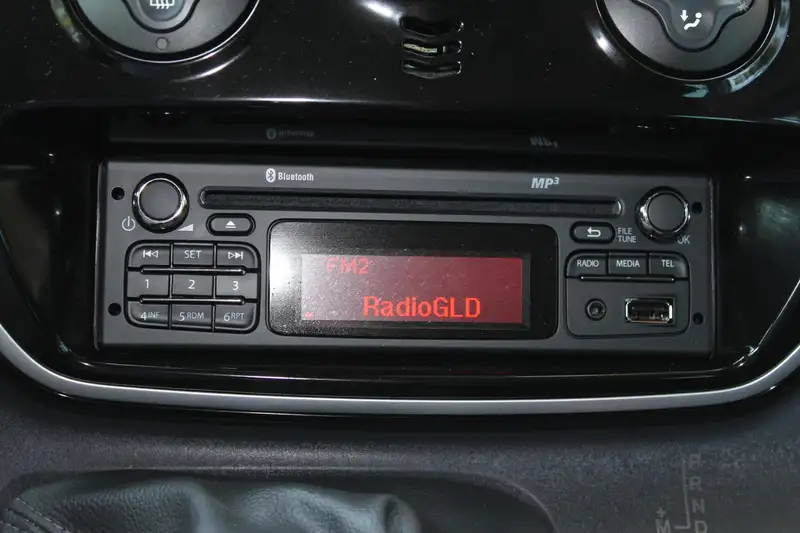 Bluetooth
MP3
SET
1 2 3
4 INF 5 RDM 6 RPT
FM2
RadioGLD
FILE
TUNE
OK
RADIO MEDIA TEL
P
R
N
+
M D